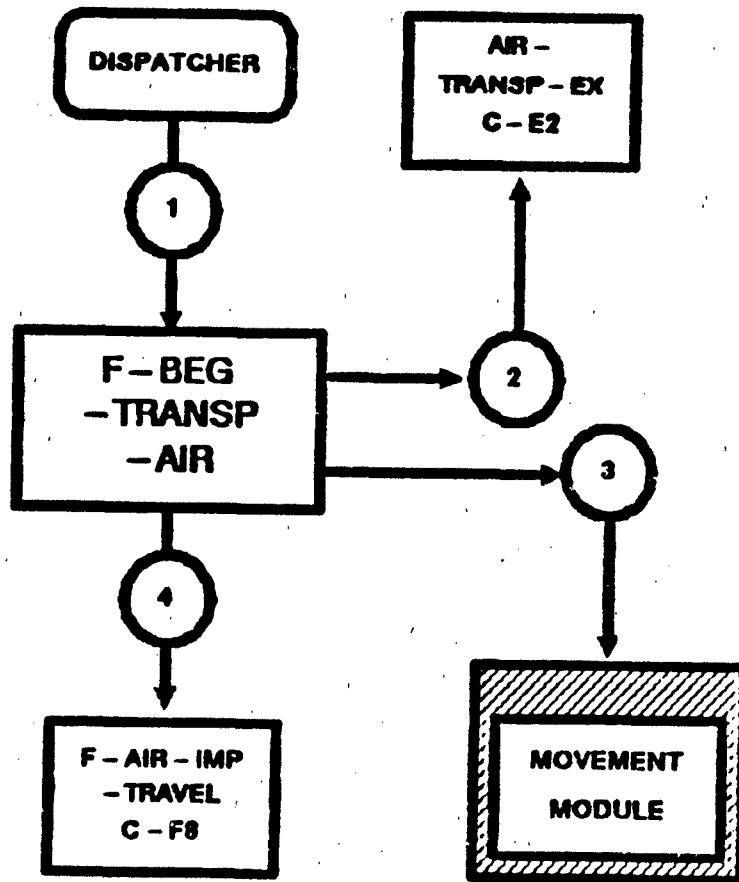 DISPATCHER
AIR –
TRANSP – EX
C – E2
1
F – BEG
– TRANSP
– AIR
2
3
4
F – AIR – IMP
– TRAVEL
C – F8
MOVEMENT
MODULE